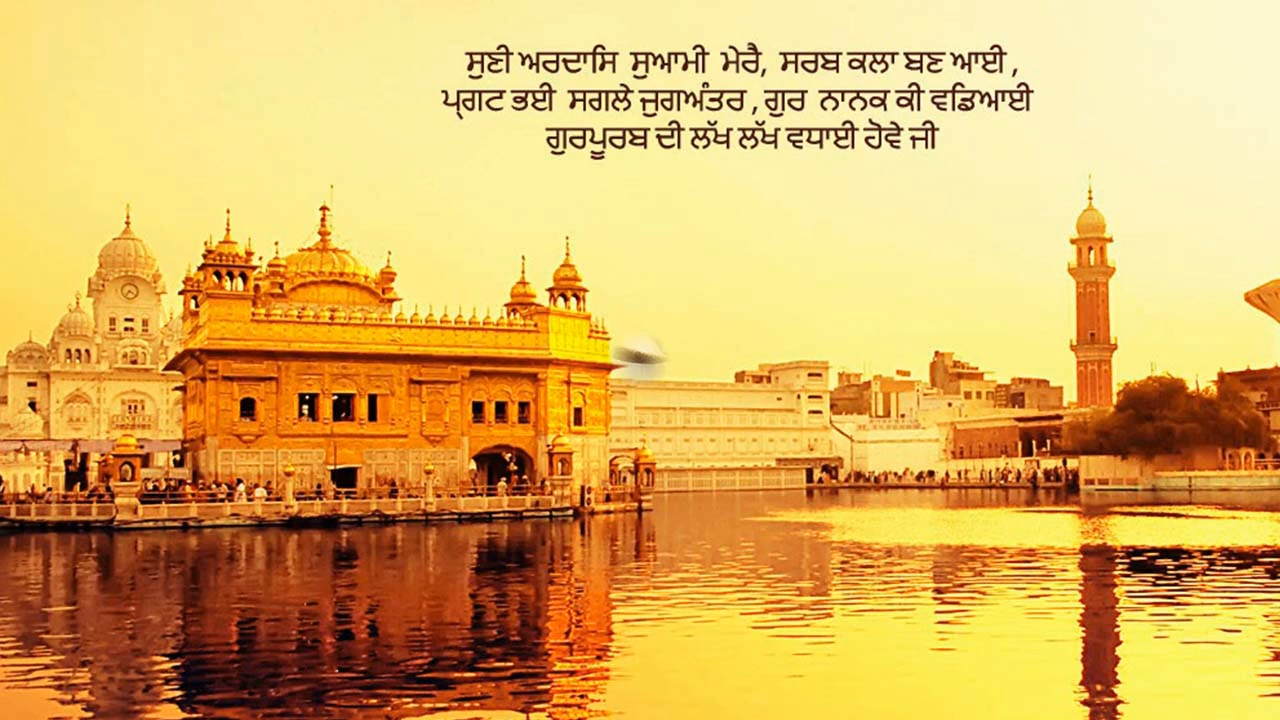 ਸੁਣੀ ਅਰਦਾਸਿ ਸੁਆਮੀ ਮੇਰੈ, ਸਰਬ ਕਲਾ ਬਣ ਆਈ ,
ਪ੍ਰਗਟ ਭਈ ਸਗਲੇ ਜੁਗਅੰਤਰ , ਗੁਰ ਨਾਨਕ ਕੀ ਵਡਿਆਈ
ਗੁਰਪੂਰਬ ਦੀ ਲੱਖ ਲੱਖ ਵਧਾਈ ਹੋਵੇ ਜੀ